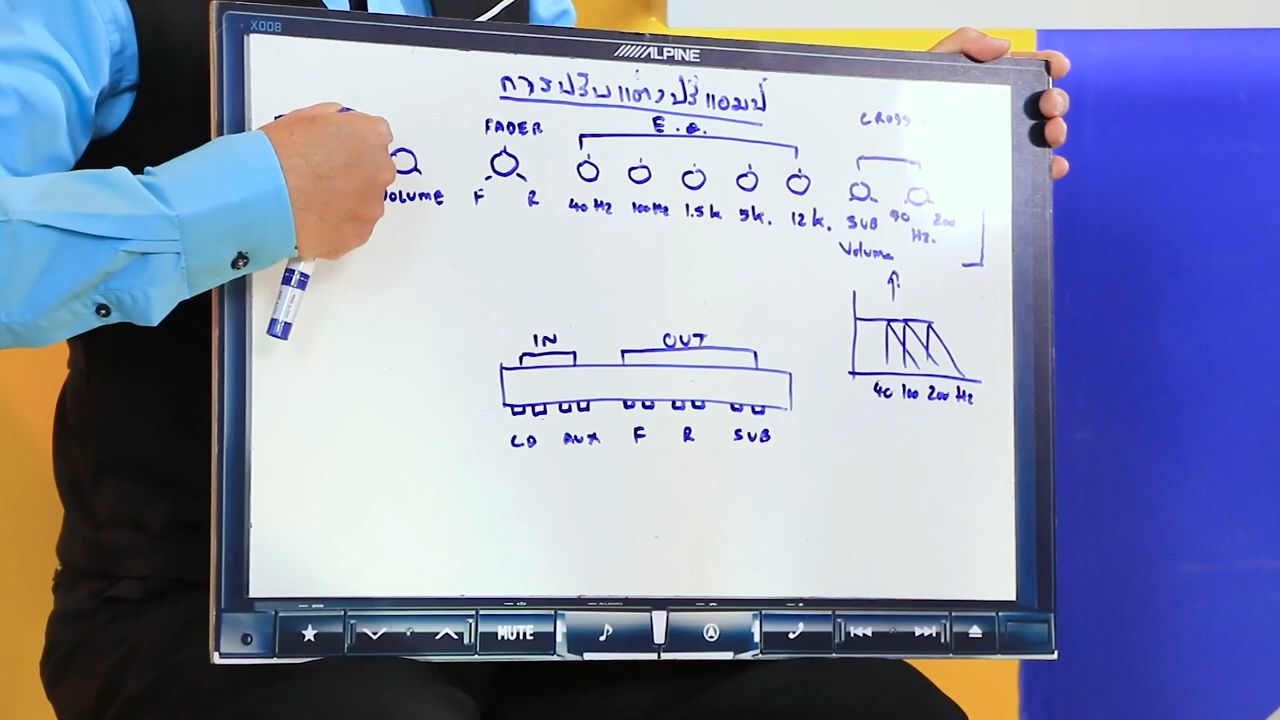 X008
ALPINE
การปรับแต่งปรีแอมป์
FADER E.Q. CROSS
VOLUME F R 40 Hz 100Hz 1.5k 5k. 12k. SUB Volume 40 200 Hz.
IN OUT
40 100 200 Hz
CD AUX F R SUB
MUTE